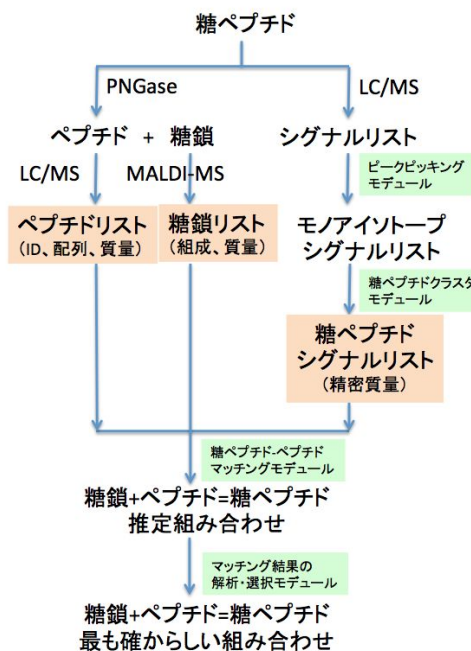 糖ペプチド
PNGase
LC/MS
ペプチド + 糖鎖
シグナルリスト
LC/MS
MALDI-MS
ピークピッキング
モジュール
ペプチドリスト
(ID、配列、質量)
糖鎖リスト
(組成、質量)
モノアイソトープ
シグナルリスト
糖ペプチドクラスタ
モジュール
糖ペプチド
シグナルリスト
(精密質量)
糖ペプチド-ペプチド
マッチングモジュール
糖鎖+ペプチド=糖ペプチド
推定組み合わせ
マッチング結果の
解析・選択モジュール
糖鎖+ペプチド=糖ペプチド
最も確からしい組み合わせ